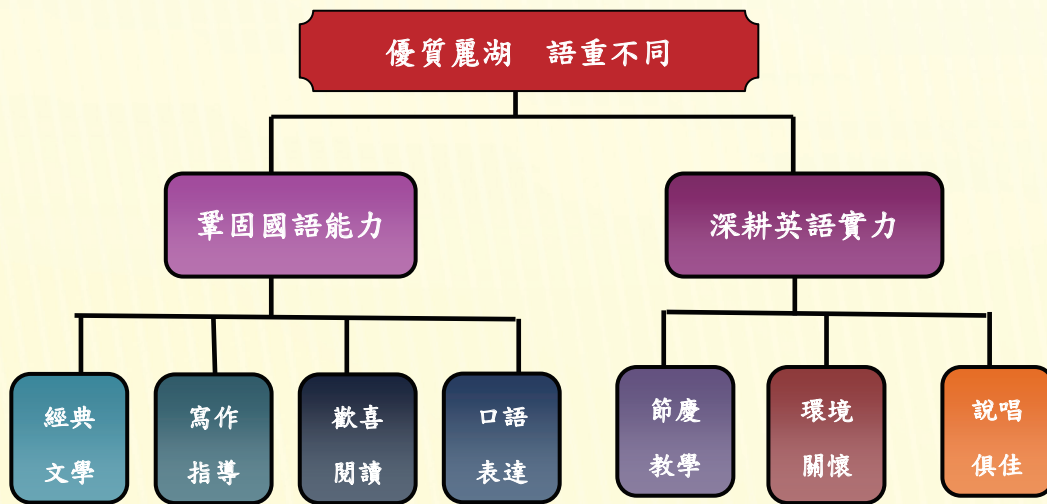 優質麗湖　語重不同
鞏固國語能力
深耕英語實力
經典
文學
寫作
指導
歡喜
閱讀
口語
表達
節慶
教學
環境
關懷
說唱
俱佳